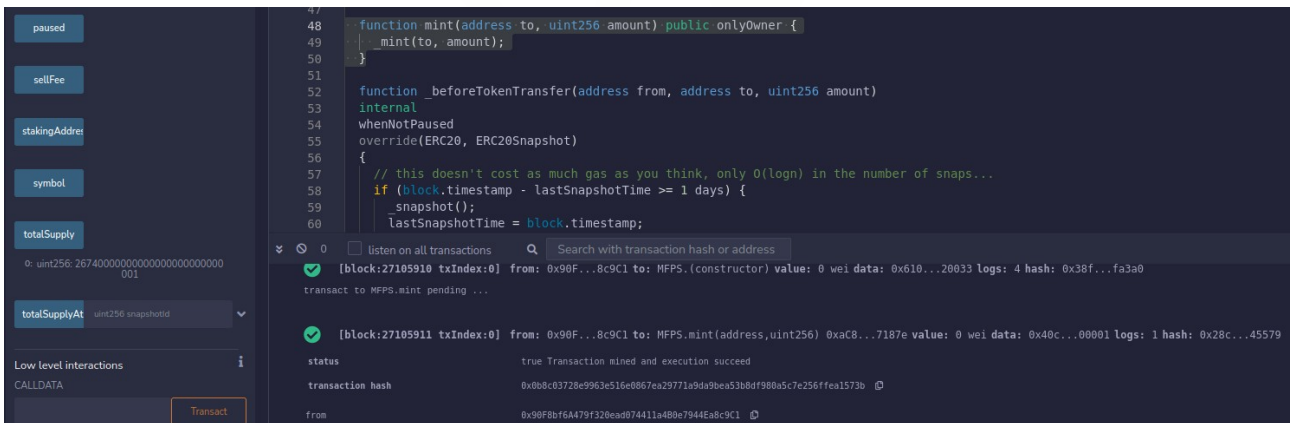 paused
sellFee
stakingAddres
symbol
totalSupply
0: uint256: 26740000000000000000000000
001
totalSupplyAt uint256 snapshotId
Low level interactions
CALLDATA
Transact
47
48 function mint(address to, uint256 amount) public onlyOwner {
49 _mint(to, amount);
50 }
51
52 function _beforeTokenTransfer(address from, address to, uint256 amount)
53 internal
54 whenNotPaused
55 override(ERC20, ERC20Snapshot)
56 {
57 // this doesn't cost as much gas as you think, only O(logn) in the number of snaps...
58 if (block.timestamp - lastSnapshotTime >= 1 days) {
59 _snapshot();
60 lastSnapshotTime = block.timestamp;
0 listen on all transactions Search with transaction hash or address
[block:27105910 txIndex:0] from: 0x90F...8c9C1 to: MFPS.(constructor) value: 0 wei data: 0x610...20033 logs: 4 hash: 0x38f...fa3a0
transact to MFPS.mint pending ...
[block:27105911 txIndex:0] from: 0x90F...8c9C1 to: MFPS.mint(address,uint256) 0xaC8...7187e value: 0 wei data: 0x40c...00001 logs: 1 hash: 0x28c...45579
status true Transaction mined and execution succeed
transaction hash 0x0b8c03728e9963e516e0867ea29771a9da9bea53b8df980a5c7e256ffea1573b
from 0x90F8bf6A479f320ead074411a4B0e7944Ea8c9C1